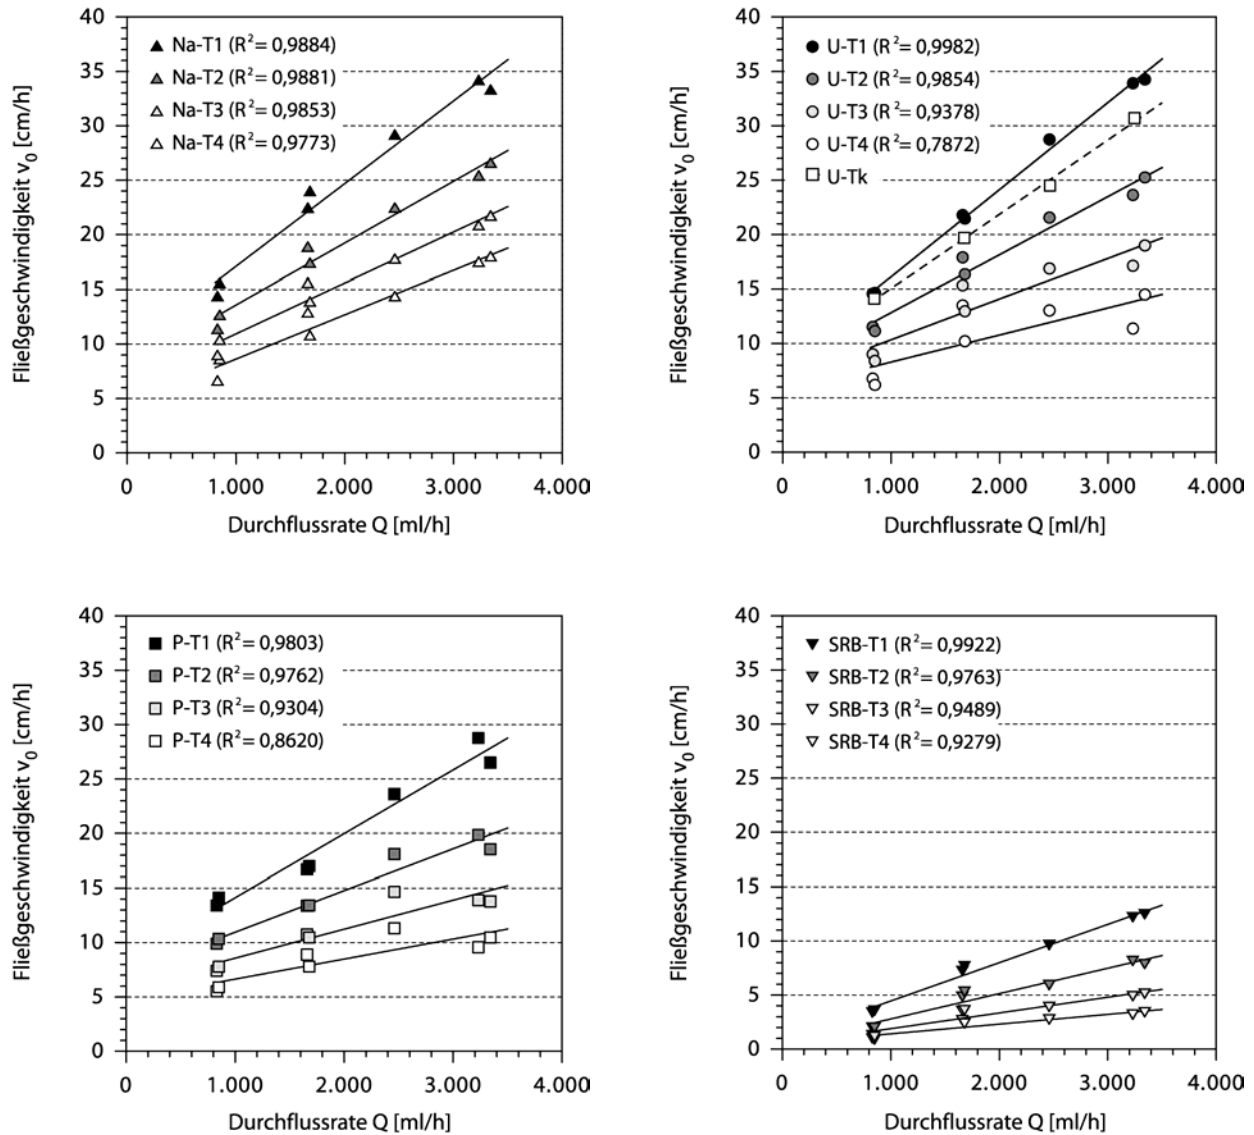 Fließgeschwindigkeit v₀ [cm/h]
40
35
30
25
20
15
10
5
0
▲ Na-T1 (R² = 0,9884)
▲ Na-T2 (R² = 0,9881)
△ Na-T3 (R² = 0,9853)
△ Na-T4 (R² = 0,9773)
0 1.000 2.000 3.000 4.000
Durchflussrate Q [ml/h]
Fließgeschwindigkeit v₀ [cm/h]
40
35
30
25
20
15
10
5
0
U-T1 (R² = 0,9982)
U-T2 (R² = 0,9854)
U-T3 (R² = 0,9378)
U-T4 (R² = 0,7872)
U-Tk
0 1.000 2.000 3.000 4.000
Durchflussrate Q [ml/h]
Fließgeschwindigkeit v₀ [cm/h]
40
35
30
25
20
15
10
5
0
P-T1 (R² = 0,9803)
P-T2 (R² = 0,9762)
P-T3 (R² = 0,9304)
P-T4 (R² = 0,8620)
0 1.000 2.000 3.000 4.000
Durchflussrate Q [ml/h]
Fließgeschwindigkeit v₀ [cm/h]
40
35
30
25
20
15
10
5
0
SRB-T1 (R² = 0,9922)
SRB-T2 (R² = 0,9763)
SRB-T3 (R² = 0,9489)
SRB-T4 (R² = 0,9279)
0 1.000 2.000 3.000 4.000
Durchflussrate Q [ml/h]